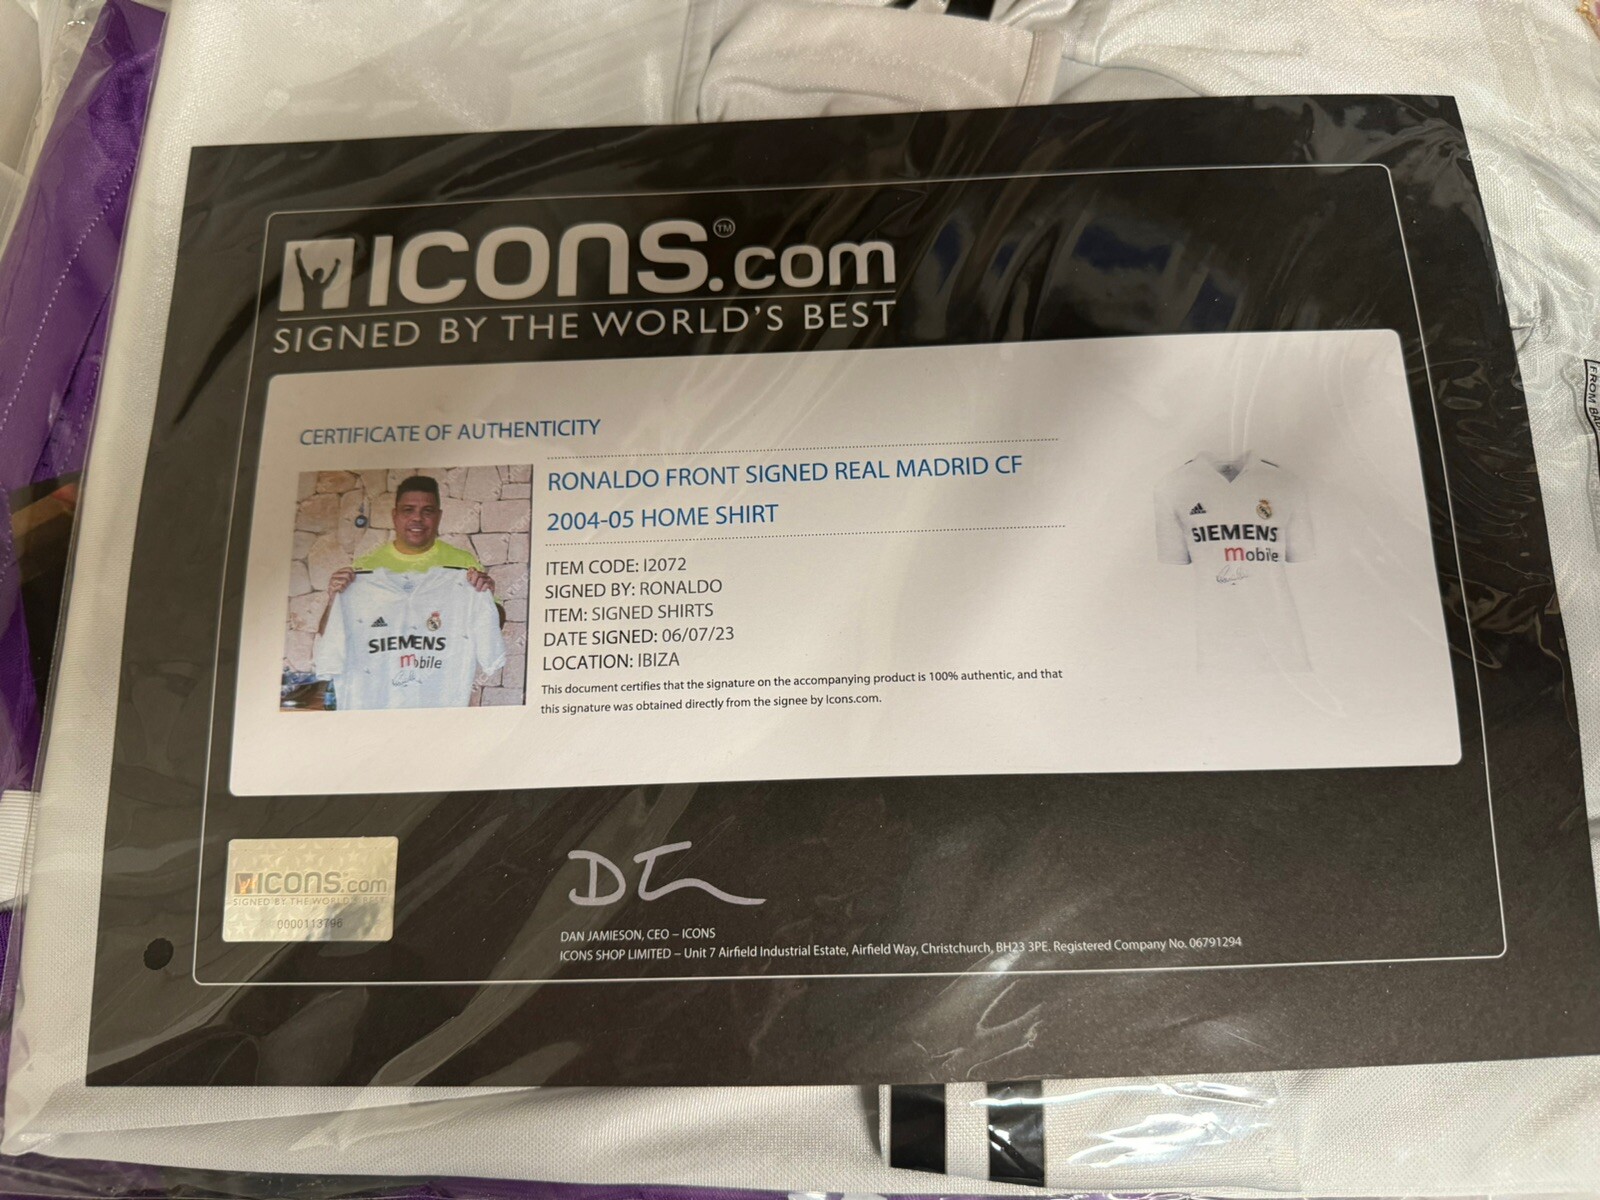 ICONS.com™
SIGNED BY THE WORLD'S BEST
CERTIFICATE OF AUTHENTICITY
RONALDO FRONT SIGNED REAL MADRID CF
2004-05 HOME SHIRT
ITEM CODE: I2072
SIGNED BY: RONALDO
ITEM: SIGNED SHIRTS
DATE SIGNED: 06/07/23
LOCATION: IBIZA
This document certifies that the signature on the accompanying product is 100% authentic, and that
this signature was obtained directly from the signee by Icons.com.
SIEMENS
mobile
SIEMENS
mobile
ICONS.com
SIGNED BY THE WORLD'S BEST
0000113796
DAN JAMIESON, CEO – ICONS
ICONS SHOP LIMITED – Unit 7 Airfield Industrial Estate, Airfield Way, Christchurch, BH23 3PE. Registered Company No. 06791294
FROM